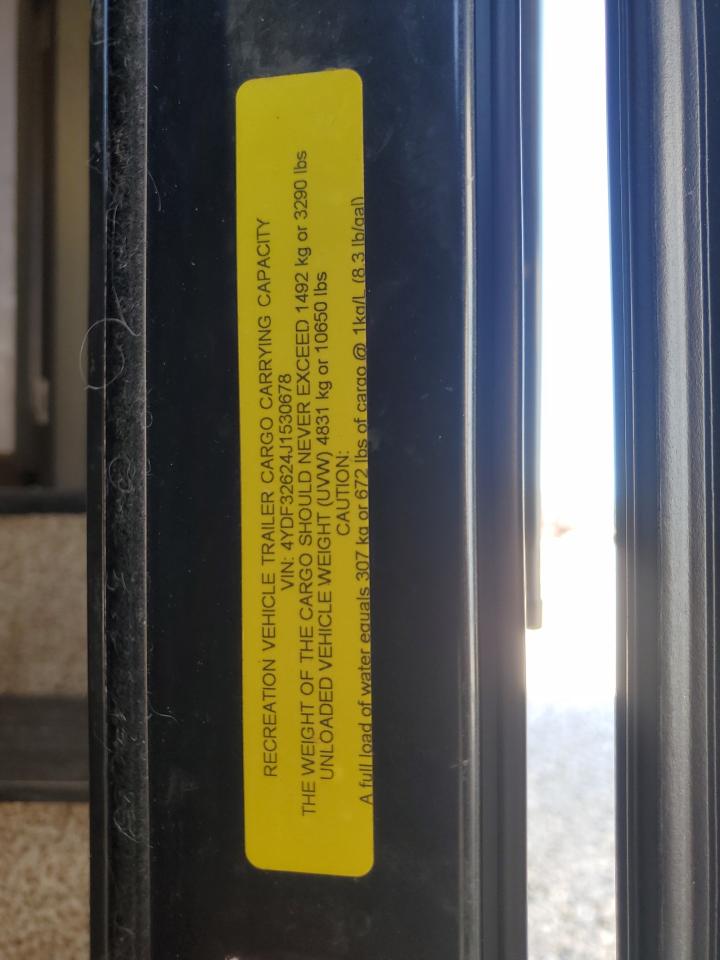 RECREATION VEHICLE TRAILER CARGO CARRYING CAPACITY
VIN: 4YDF32624J1530678
THE WEIGHT OF THE CARGO SHOULD NEVER EXCEED 1492 kg or 3290 lbs
UNLOADED VEHICLE WEIGHT (UVW) 4831 kg or 10650 lbs
CAUTION:
A full load of water equals 307 kg or 672 lbs of cargo @ 1kg/L (8.3 lb/gal)